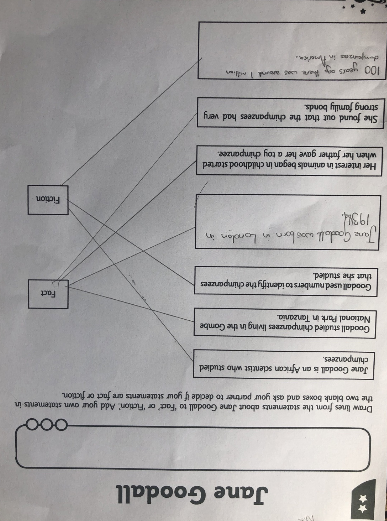 Jane Goodall
Draw lines from the statements about Jane Goodall to 'Fact' or 'Fiction'. Add your own statements in
the two blank boxes and ask your partner to decide if your statements are fact or fiction.
Jane Goodall is an African scientist who studied
chimpanzees.
Goodall studied chimpanzees living in the Gombe
National Park in Tanzania.
Goodall used numbers to identify the chimpanzees
that she studied.
Jane Goodall was born in London in
1934
Her interest in animals began in childhood started
when her father gave her a toy chimpanzee.
She found out that the chimpanzees had very
strong family bonds.
100 years ago there was around 1 million
chimpanzees in America.
Fact
Fiction